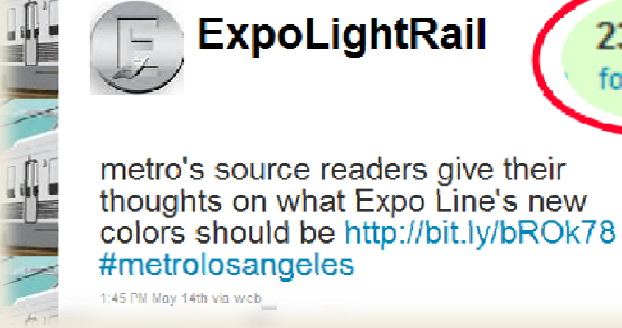 ExpoLightRail
metro's source readers give their
thoughts on what Expo Line's new
colors should be http://bit.ly/bROk78
#metrolosangeles
1:45 PM May 14th via web